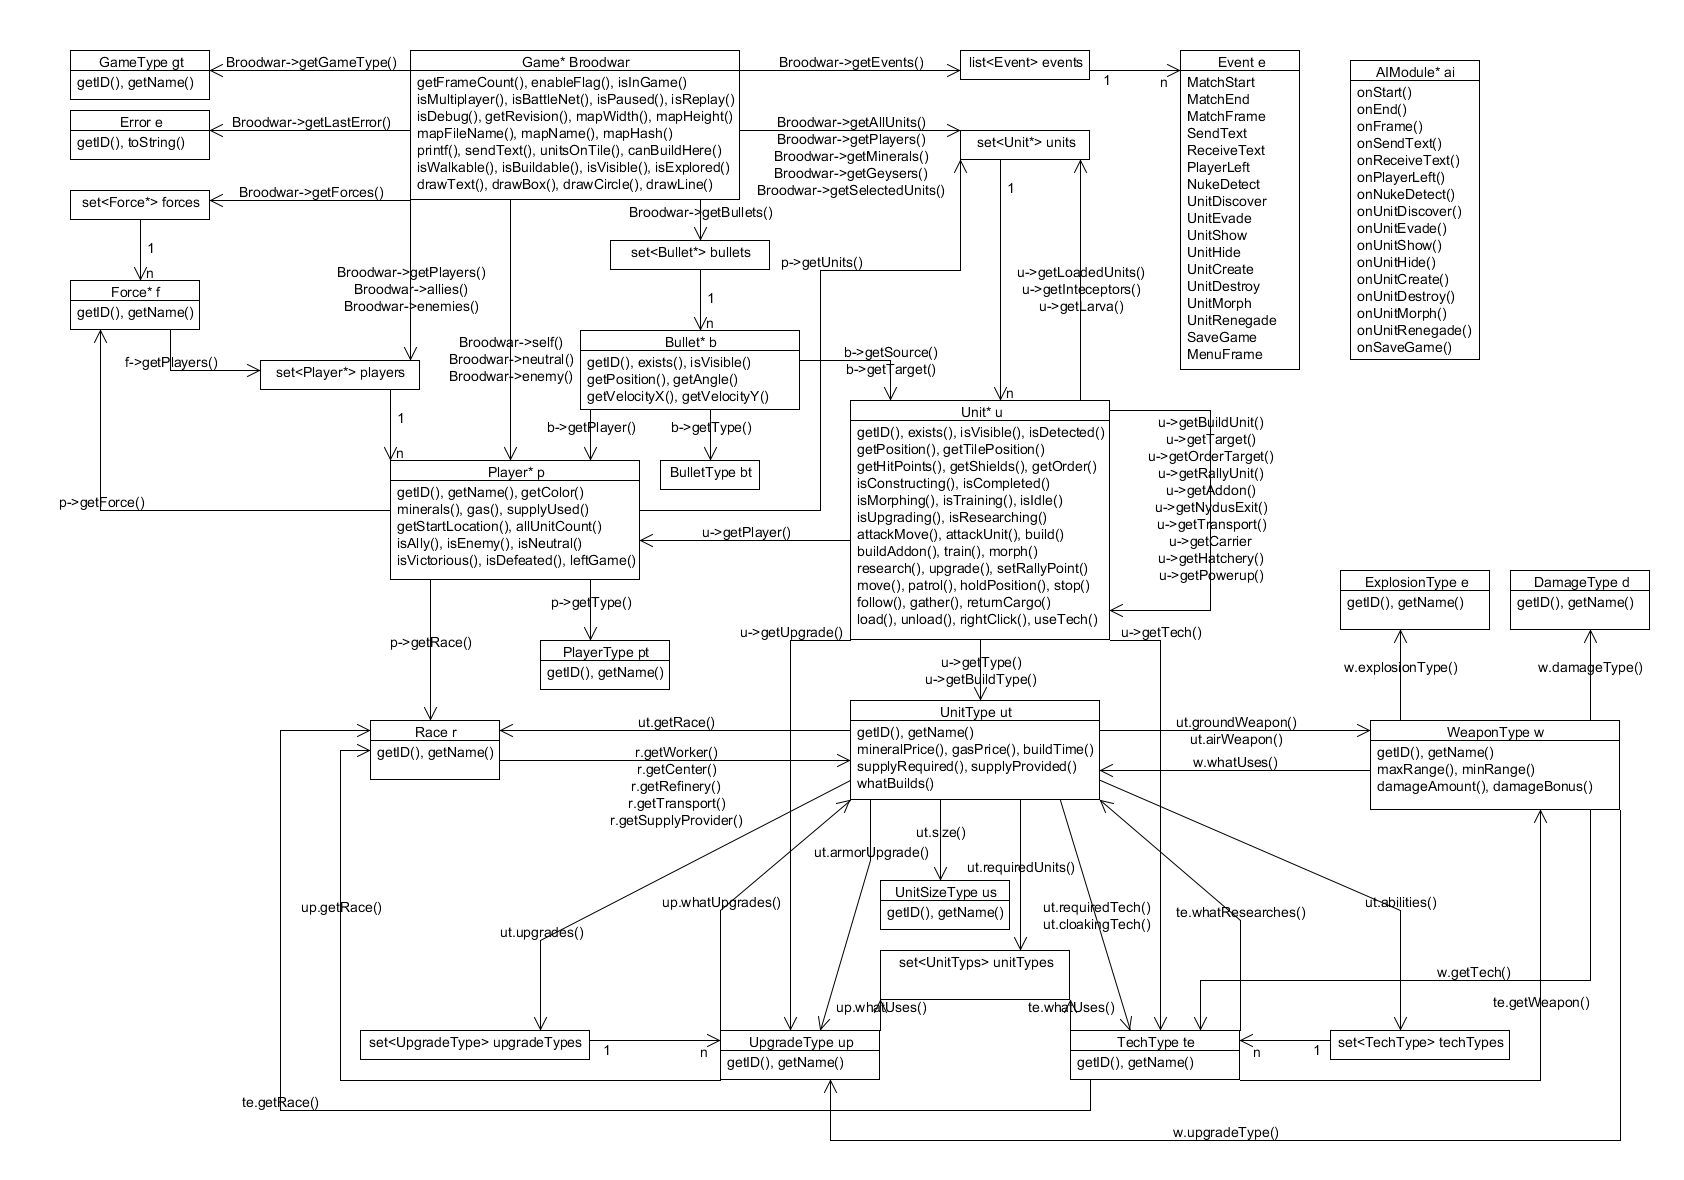 GameType gt
getID(), getName()
Broodwar->getGameType()
Error e
getID(), toString()
Broodwar->getLastError()
set<Force*> forces
Broodwar->getForces()
1
n
Force* f
getID(), getName()
f->getPlayers()
p->getForce()
Game* Broodwar
getFrameCount(), enableFlag(), isInGame()
isMultiplayer(), isBattleNet(), isPaused(), isReplay()
isDebug(), getRevision(), mapWidth(), mapHeight()
mapFileName(), mapName(), mapHash()
printf(), sendText(), unitsOnTile(), canBuildHere()
isWalkable(), isBuildable(), isVisible(), isExplored()
drawText(), drawBox(), drawCircle(), drawLine()
Broodwar->getEvents()
list<Event> events
1
n
Event e
MatchStart
MatchEnd
MatchFrame
SendText
ReceiveText
PlayerLeft
NukeDetect
UnitDiscover
UnitEvade
UnitShow
UnitHide
UnitCreate
UnitDestroy
UnitMorph
UnitRenegade
SaveGame
MenuFrame
AIModule* ai
onStart()
onEnd()
onFrame()
onSendText()
onReceiveText()
onPlayerLeft()
onNukeDetect()
onUnitDiscover()
onUnitEvade()
onUnitShow()
onUnitHide()
onUnitCreate()
onUnitDestroy()
onUnitMorph()
onUnitRenegade()
onSaveGame()
Broodwar->getAllUnits()
Broodwar->getPlayers()
Broodwar->getMinerals()
Broodwar->getGeysers()
Broodwar->getSelectedUnits()
set<Unit*> units
1
n
Broodwar->getBullets()
set<Bullet*> bullets
1
n
p->getUnits()
u->getLoadedUnits()
u->getInteceptors()
u->getLarva()
Broodwar->getPlayers()
Broodwar->allies()
Broodwar->enemies()
Broodwar->self()
Broodwar->neutral()
Broodwar->enemy()
set<Player*> players
1
n
Bullet* b
getID(), exists(), isVisible()
getPosition(), getAngle()
getVelocityX(), getVelocityY()
b->getSource()
b->getTarget()
b->getPlayer()
b->getType()
BulletType bt
Player* p
getID(), getName(), getColor()
minerals(), gas(), supplyUsed()
getStartLocation(), allUnitCount()
isAlly(), isEnemy(), isNeutral()
isVictorious(), isDefeated(), leftGame()
u->getPlayer()
Unit* u
getID(), exists(), isVisible(), isDetected()
getPosition(), getTilePosition()
getHitPoints(), getShields(), getOrder()
isConstructing(), isCompleted()
isMorphing(), isTraining(), isIdle()
isUpgrading(), isResearching()
attackMove(), attackUnit(), build()
buildAddon(), train(), morph()
research(), upgrade(), setRallyPoint()
move(), patrol(), holdPosition(), stop()
follow(), gather(), returnCargo()
load(), unload(), rightClick(), useTech()
u->getBuildUnit()
u->getTarget()
u->getOrderTarget()
u->getRallyUnit()
u->getAddon()
u->getNydusExit()
u->getTransport()
u->getCarrier
u->getHatchery()
u->getPowerup()
p->getRace()
p->getType()
PlayerType pt
getID(), getName()
u->getUpgrade()
u->getType()
u->getBuildType()
u->getTech()
ExplosionType e
getID(), getName()
DamageType d
getID(), getName()
w.explosionType()
w.damageType()
Race r
getID(), getName()
ut.getRace()
r.getWorker()
r.getCenter()
r.getRefinery()
r.getTransport()
r.getSupplyProvider()
UnitType ut
getID(), getName()
mineralPrice(), gasPrice(), buildTime()
supplyRequired(), supplyProvided()
whatBuilds()
ut.groundWeapon()
ut.airWeapon()
w.whatUses()
WeaponType w
getID(), getName()
maxRange(), minRange()
damageAmount(), damageBonus()
up.getRace()
ut.upgrades()
up.whatUpgrades()
ut.armorUpgrade()
ut.size()
UnitSizeType us
getID(), getName()
ut.requiredUnits()
ut.requiredTech()
ut.cloakingTech()
te.whatResearches()
ut.abilities()
set<UnitTyps> unitTypes
up.whatUses()
te.whatUses()
w.getTech()
te.getWeapon()
set<UpgradeType> upgradeTypes
1
n
UpgradeType up
getID(), getName()
TechType te
getID(), getName()
n
1
set<TechType> techTypes
te.getRace()
w.upgradeType()